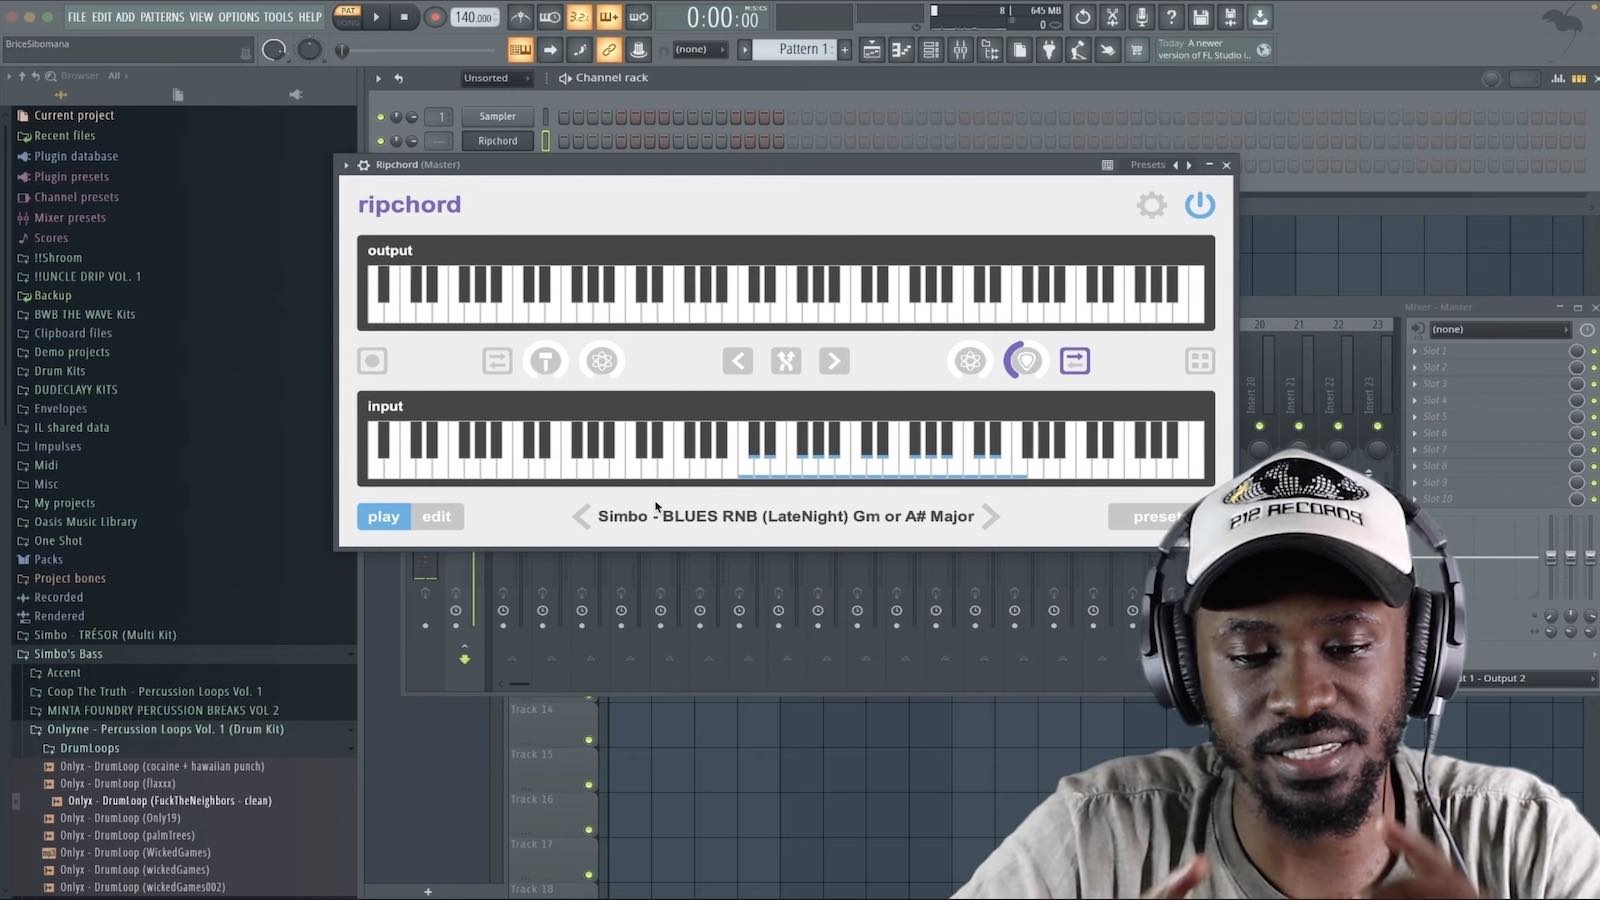 FILE EDIT ADD PATTERNS VIEW OPTIONS TOOLS HELP
PAT
SONG
140.000
3.2.
0:00:00
M:S:CS
8
645 MB
0
BriceSibomana
(none)
Pattern 1
Today A newer
version of FL Studio i..
Browser - All
Unsorted
Channel rack
Current project
Recent files
Plugin database
Plugin presets
Channel presets
Mixer presets
Scores
!!Shroom
!!UNCLE DRIP VOL. 1
Backup
BWB THE WAVE Kits
Clipboard files
Demo projects
Drum Kits
DUDECLAYY KITS
Envelopes
IL shared data
Impulses
Midi
Misc
My projects
Oasis Music Library
One Shot
Packs
Project bones
Recorded
Rendered
Simbo - TRÉSOR (Multi Kit)
Simbo's Bass
Accent
Coop The Truth - Percussion Loops Vol. 1
MINTA FOUNDRY PERCUSSION BREAKS VOL 2
Onlyxne - Percussion Loops Vol. 1 (Drum Kit)
DrumLoops
Onlyx - DrumLoop (cocaine + hawaiian punch)
Onlyx - DrumLoop (flaxxx)
Onlyx - DrumLoop (FuckTheNeighbors - clean)
Onlyx - DrumLoop (Only19)
Onlyx - DrumLoop (palmTrees)
Onlyx - DrumLoop (WickedGames)
Onlyx - DrumLoop (wickedGames)
Onlyx - DrumLoop (wickedGames002)
1
Sampler
Ripchord
Ripchord (Master)
Presets
ripchord
output
input
play
edit
Simbo - BLUES RNB (LateNight) Gm or A# Major
preset
Mixer - Master
20 21 22 23
(none)
Slot 1
Slot 2
Slot 3
Slot 4
Slot 5
Slot 6
Slot 7
Slot 8
Slot 9
Slot 10
Insert 20
Insert 21
Insert 22
Insert 23
212 RECORDS
ut 1 - Output 2
Track 14
Track 15
Track 16
Track 17
Track 18